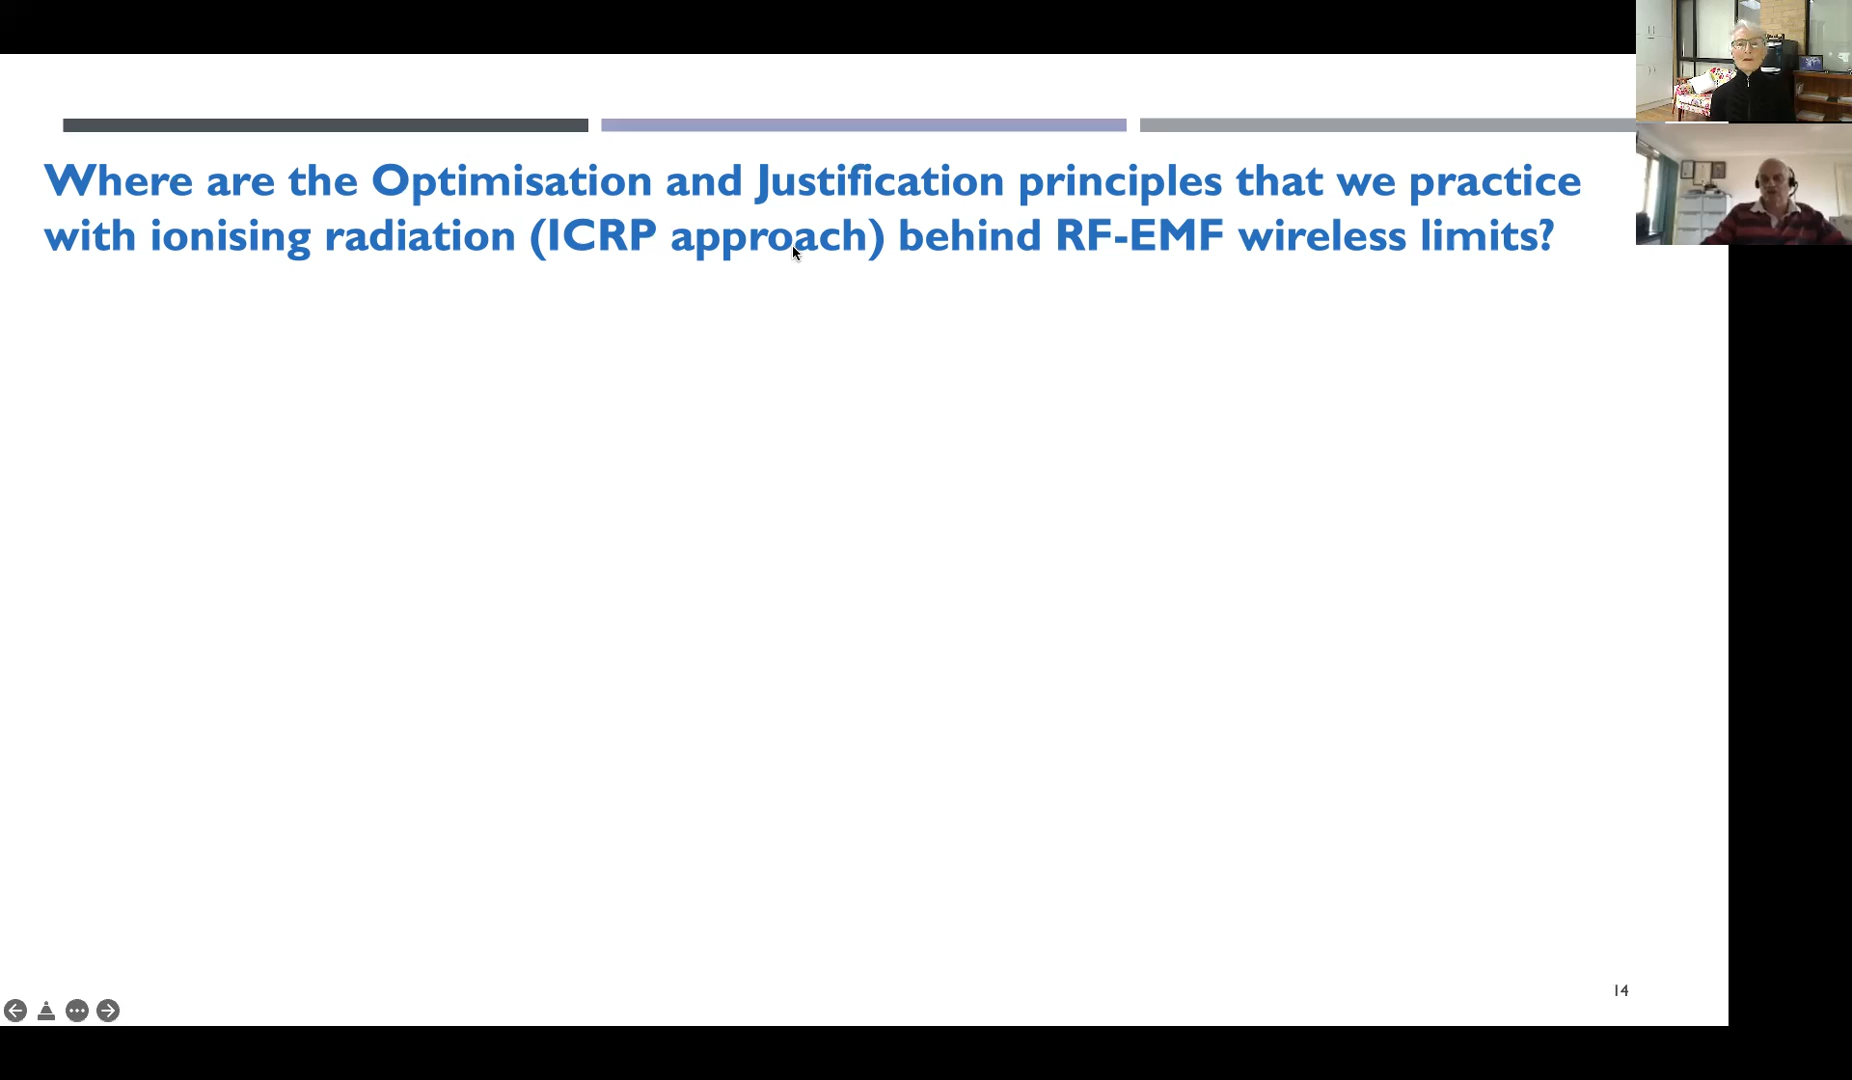 Where are the Optimisation and Justification principles that we practice
with ionising radiation (ICRP approach) behind RF-EMF wireless limits?
14